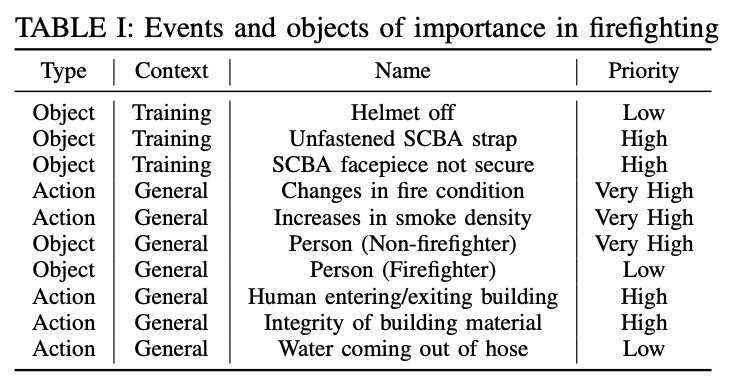 TABLE I: Events and objects of importance in firefighting
Type Context Name Priority
Object Training Helmet off Low
Object Training Unfastened SCBA strap High
Object Training SCBA facepiece not secure High
Action General Changes in fire condition Very High
Action General Increases in smoke density Very High
Object General Person (Non-firefighter) Very High
Object General Person (Firefighter) Low
Action General Human entering/exiting building High
Action General Integrity of building material High
Action General Water coming out of hose Low